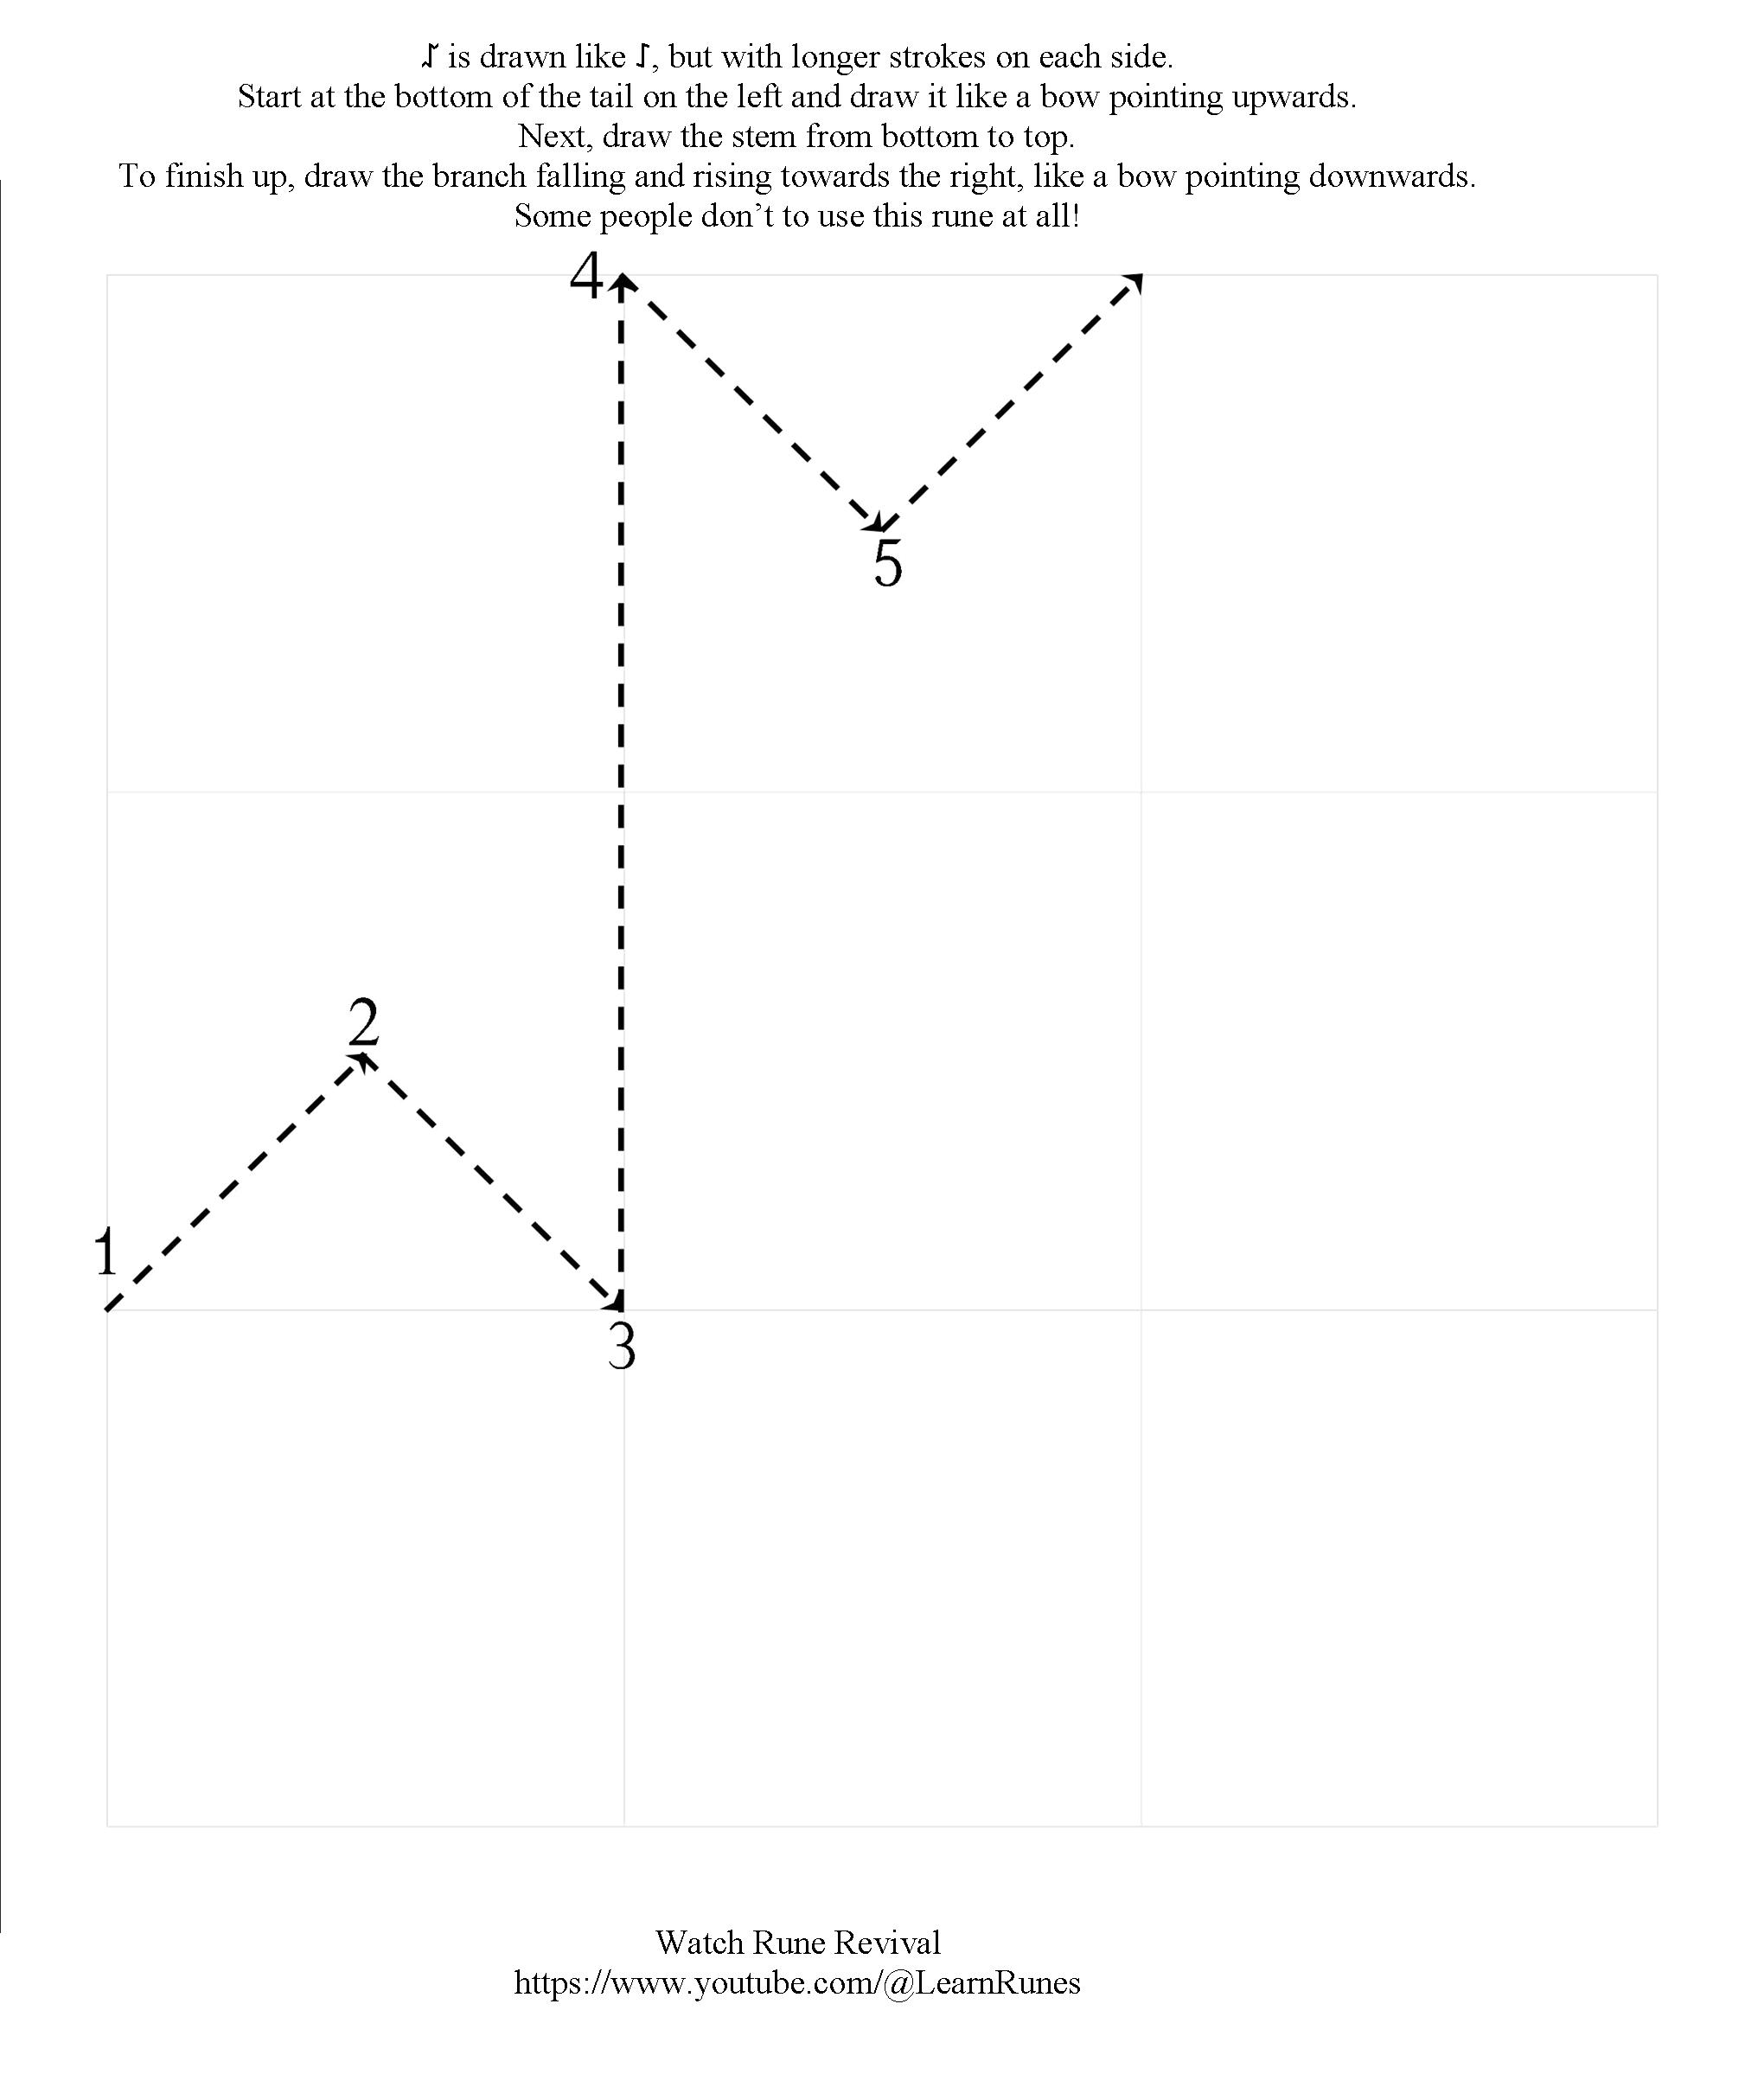 is drawn like, but with longer strokes on each side.
Start at the bottom of the tail on the left and draw it like a bow pointing upwards.
Next, draw the stem from bottom to top.
To finish up, draw the branch falling and rising towards the right, like a bow pointing downwards.
Some people don’t to use this rune at all!
4
5
2
1
3
Watch Rune Revival
https://www.youtube.com/@LearnRunes